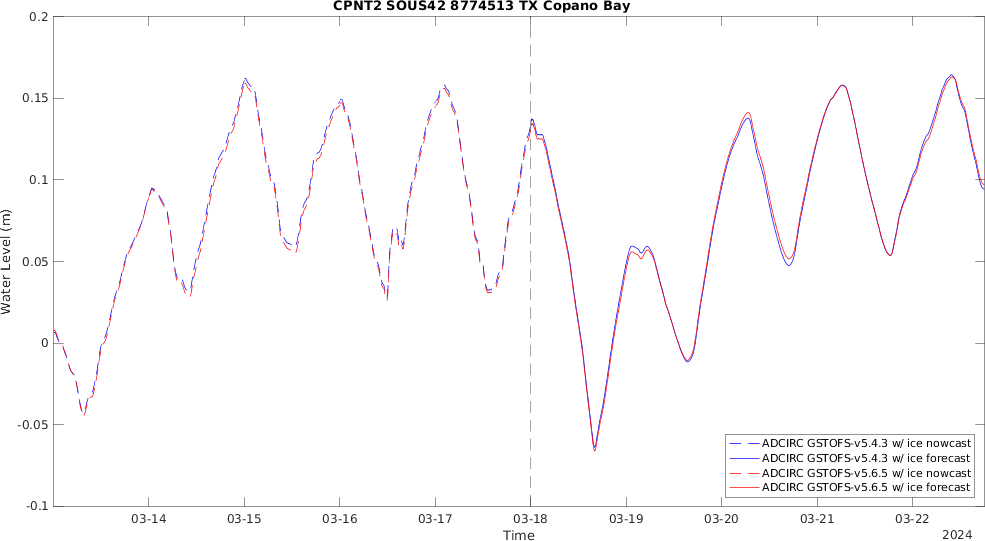 CPNT2 SOUS42 8774513 TX Copano Bay
0.2
0.15
0.1
0.05
0
-0.05
-0.1
Water Level (m)
03-14 03-15 03-16 03-17 03-18 03-19 03-20 03-21 03-22
Time
2024
ADCIRC GSTOFS-v5.4.3 w/ ice nowcast
ADCIRC GSTOFS-v5.4.3 w/ ice forecast
ADCIRC GSTOFS-v5.6.5 w/ ice nowcast
ADCIRC GSTOFS-v5.6.5 w/ ice forecast